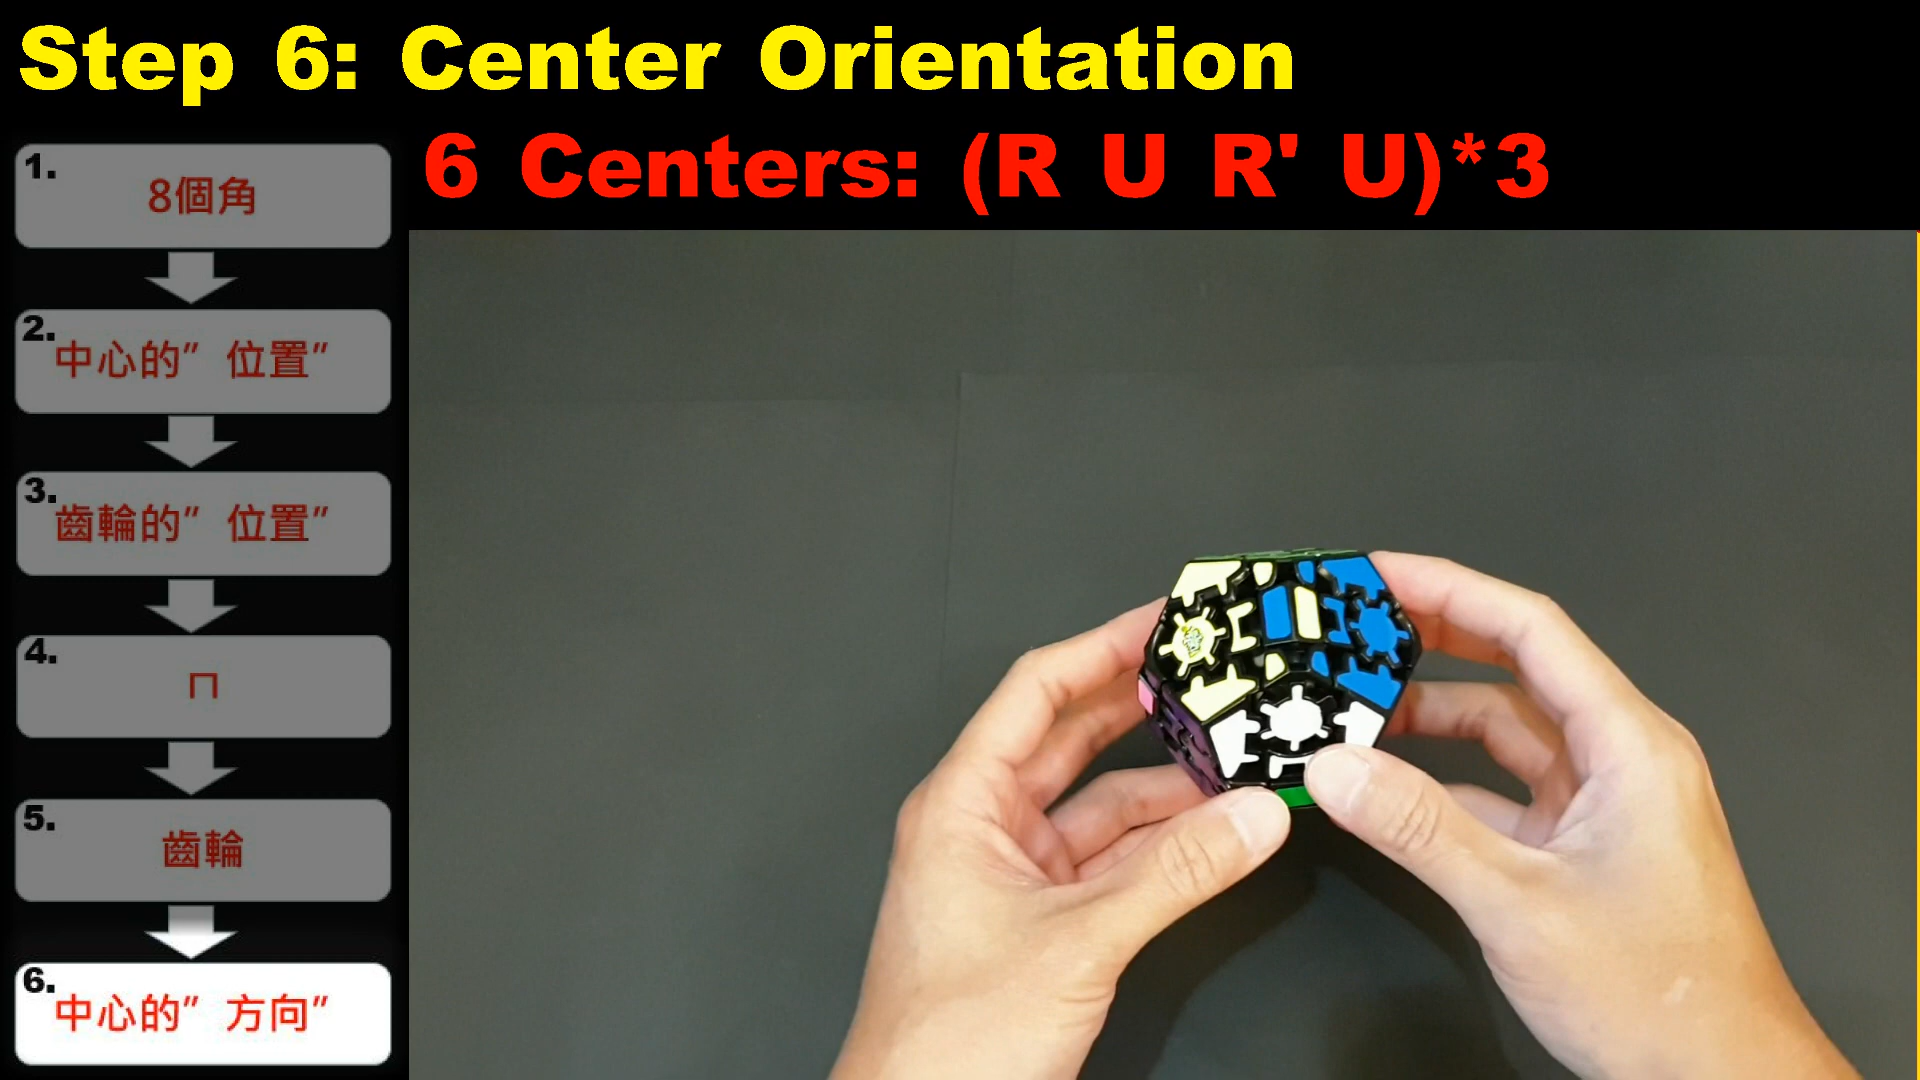 Step 6: Center Orientation
6 Centers: (R U R' U)*3
1.
8個角
2.
中心的”位置”
3.
齒輪的”位置”
4.
ㄇ
5.
齒輪
6.
中心的”方向”